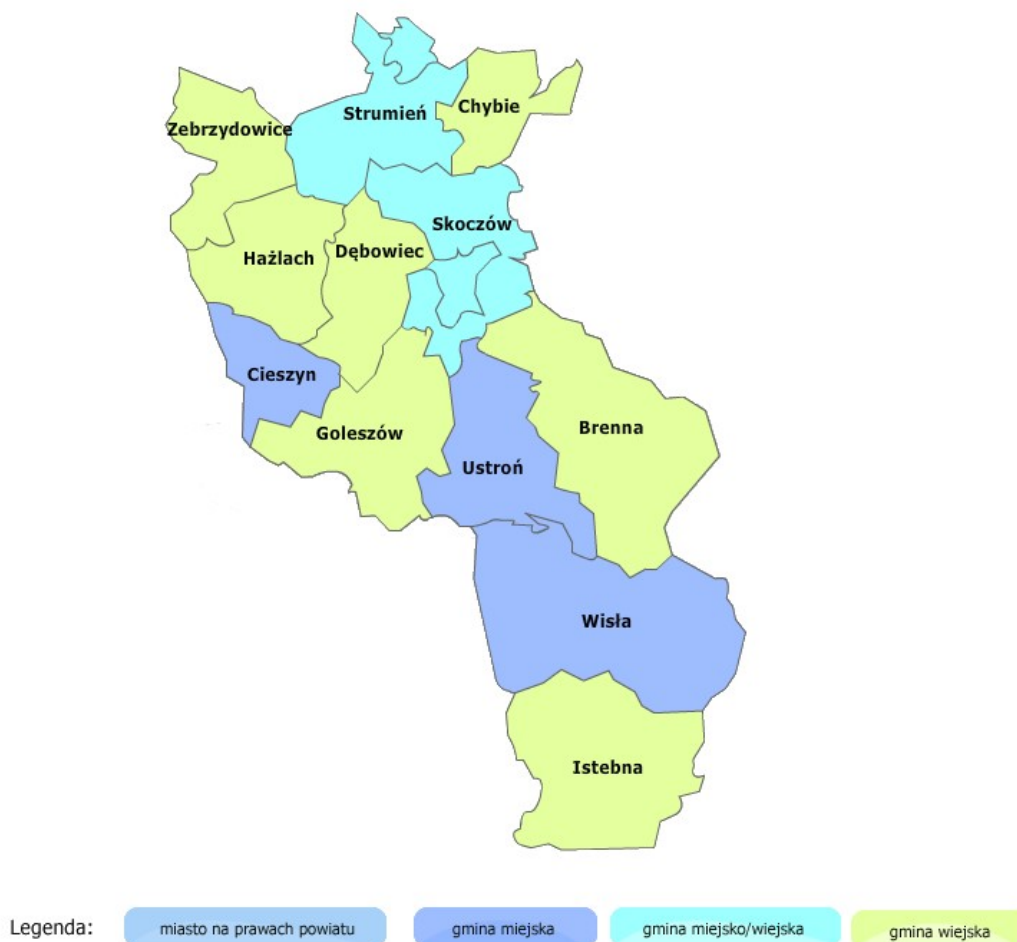 Strumień
Chybie
Zebrzydowice
Skoczów
Dębowiec
Hażlach
Cieszyn
Goleszów
Brenna
Ustroń
Wisła
Istebna
Legenda:
miasto na prawach powiatu
gmina miejska
gmina miejsko/wiejska
gmina wiejska